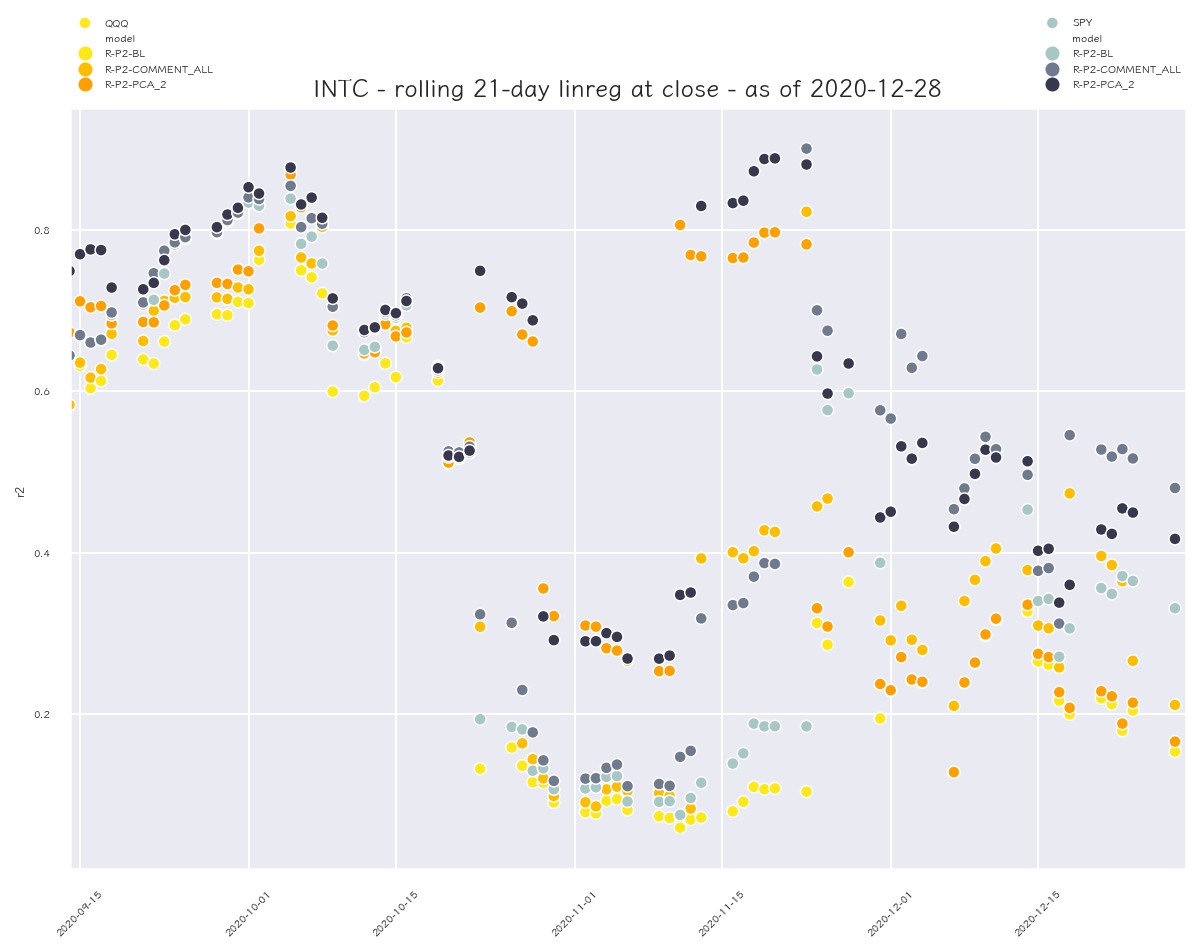 QQQ
model
R-P2-BL
R-P2-COMMENT_ALL
R-P2-PCA_2
SPY
model
R-P2-BL
R-P2-COMMENT_ALL
R-P2-PCA_2
INTC - rolling 21-day linreg at close - as of 2020-12-28
0.8
0.6
0.4
0.2
r2
2020-09-15
2020-10-01
2020-10-15
2020-11-01
2020-11-15
2020-12-01
2020-12-15